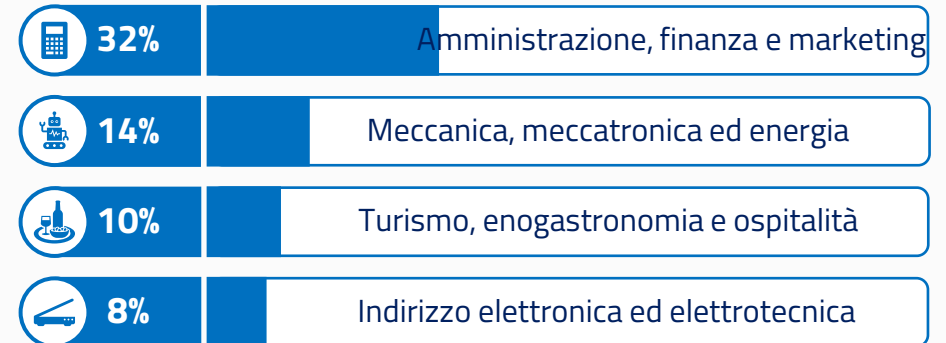 32% Amministrazione, finanza e marketing
14% Meccanica, meccatronica ed energia
10% Turismo, enogastronomia e ospitalità
8% Indirizzo elettronica ed elettrotecnica